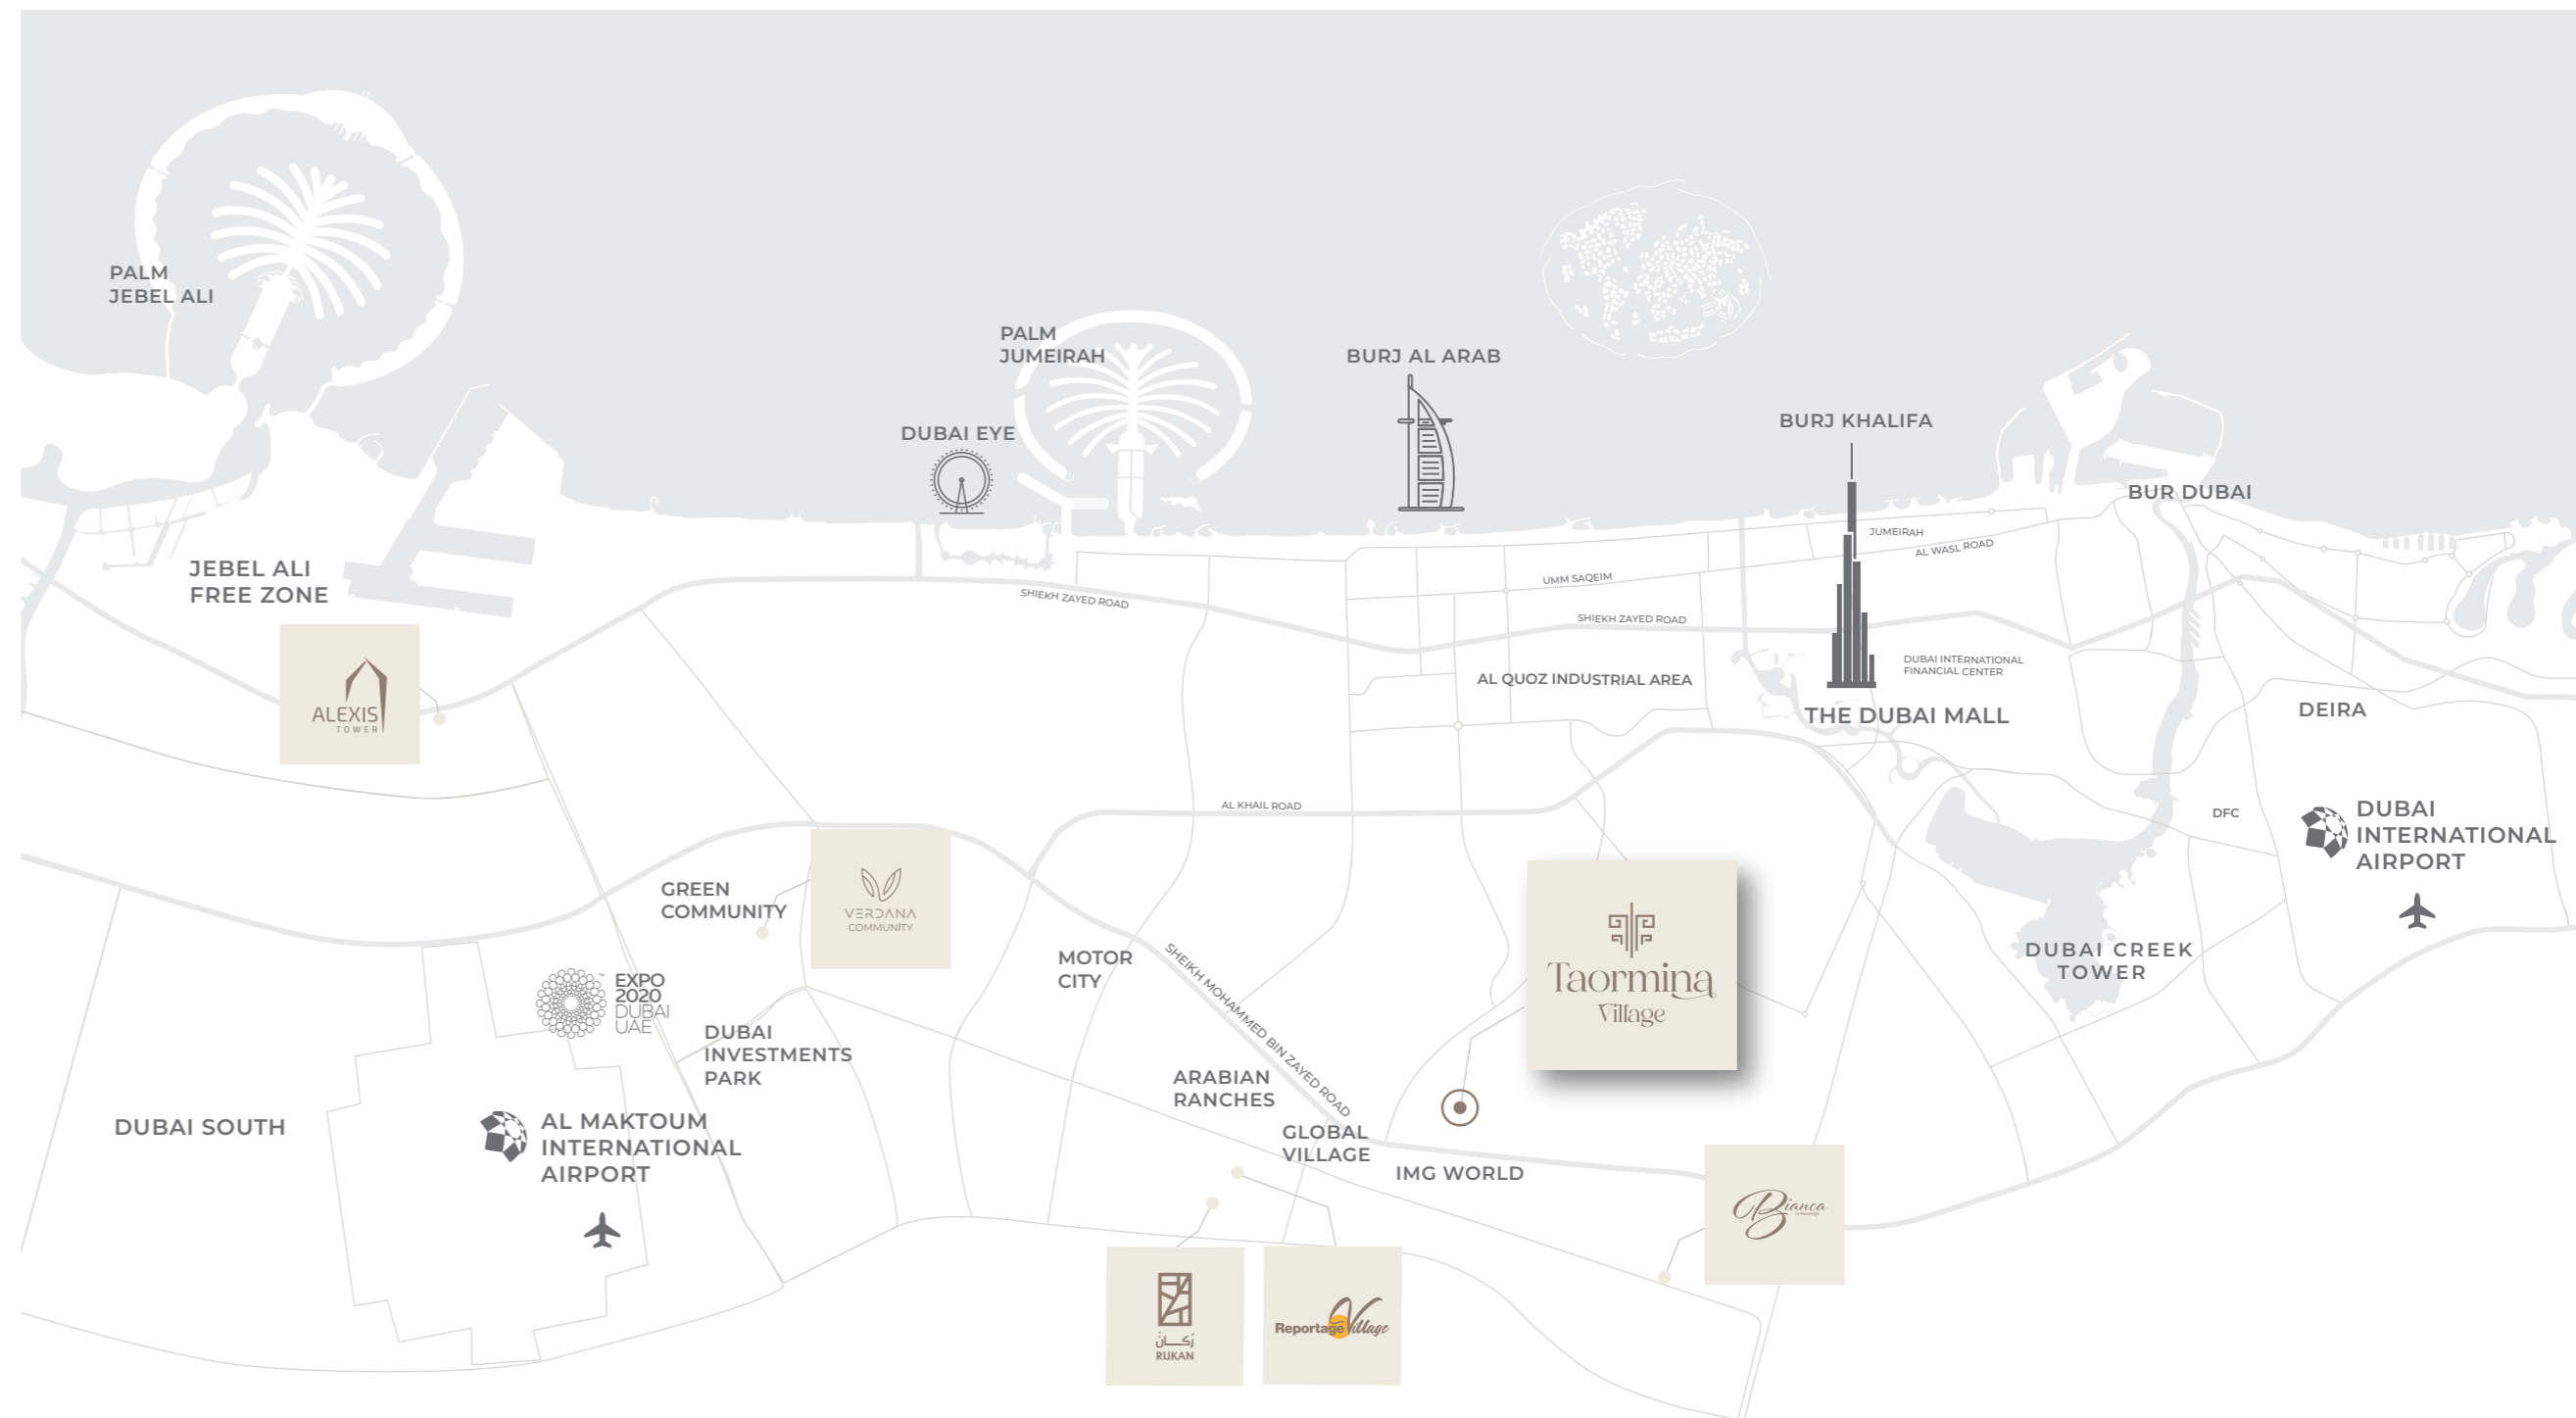 PALM
JEBEL ALI
PALM
JUMEIRAH
BURJ AL ARAB
DUBAI EYE
BURJ KHALIFA
BUR DUBAI
JUMEIRAH
AL WASL ROAD
JEBEL ALI
FREE ZONE
SHIEKH ZAYED ROAD
UMM SAQEIM
SHIEKH ZAYED ROAD
DUBAI INTERNATIONAL
FINANCIAL CENTER
AL QUOZ INDUSTRIAL AREA
ALEXIS
TOWER
THE DUBAI MALL
DEIRA
AL KHAIL ROAD
DFC
DUBAI
INTERNATIONAL
AIRPORT
GREEN
COMMUNITY
VERDANA
COMMUNITY
Taormina
Village
MOTOR
CITY
SHEIKH MOHAMMED BIN ZAYED ROAD
DUBAI CREEK
TOWER
EXPO
2020
DUBAI
UAE
™
DUBAI
INVESTMENTS
PARK
ARABIAN
RANCHES
DUBAI SOUTH
AL MAKTOUM
INTERNATIONAL
AIRPORT
GLOBAL
VILLAGE
IMG WORLD
Bianca
by Reportage
رُكــان
RUKAN
Reportage Village